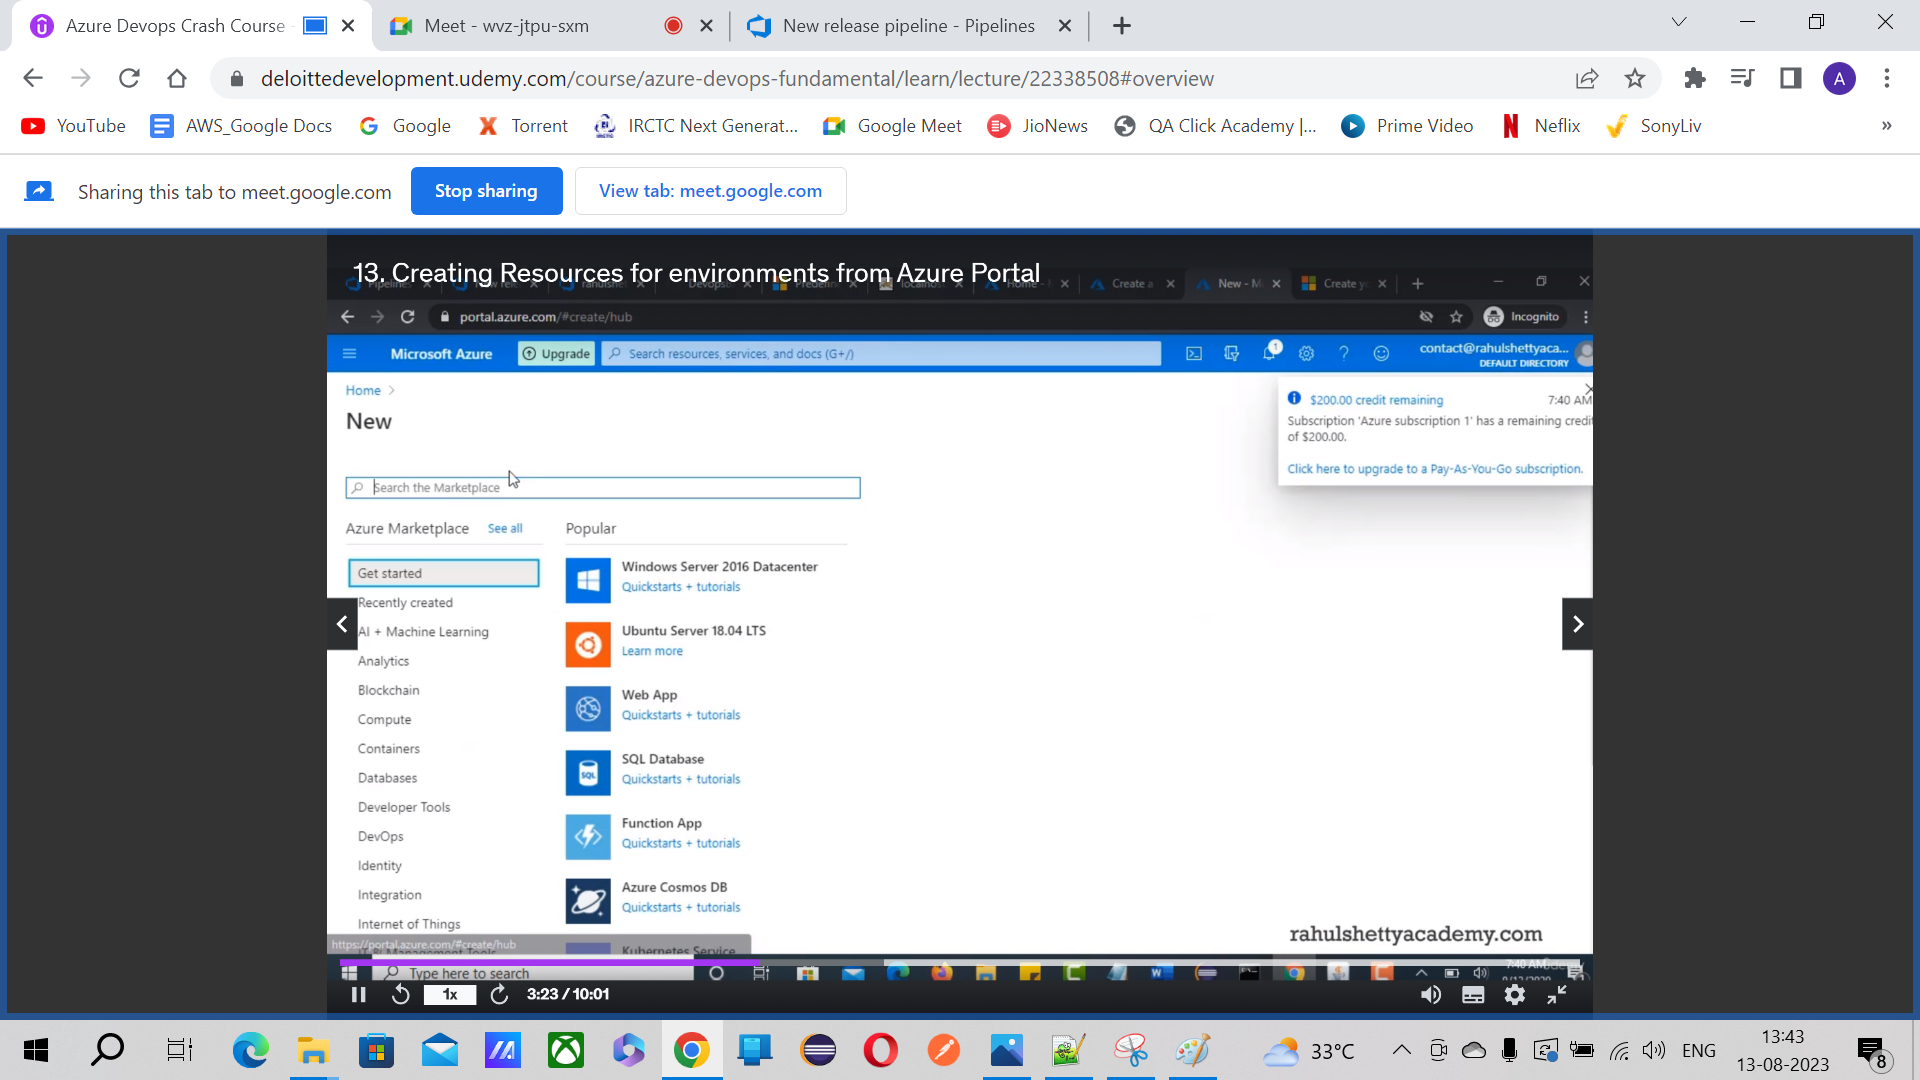 Azure Devops Crash Course
Meet - wvz-jtpu-sxm
New release pipeline - Pipelines
deloittedevelopment.udemy.com/course/azure-devops-fundamental/learn/lecture/22338508#overview
A
YouTube
AWS_Google Docs
Google
Torrent
IRCTC Next Generat...
Google Meet
JioNews
QA Click Academy |...
Prime Video
Neflix
SonyLiv
»
Sharing this tab to meet.google.com
Stop sharing
View tab: meet.google.com
13. Creating Resources for environments from Azure Portal
Pipelines
Home -
Create a
New - M
Create y
portal.azure.com/#create/hub
Incognito
Microsoft Azure
Upgrade
Search resources, services, and docs (G+/)
1
contact@rahulshettyaca...
DEFAULT DIRECTORY
Home >
New
$200.00 credit remaining
7:40 AM
Subscription 'Azure subscription 1' has a remaining credit
of $200.00.
Click here to upgrade to a Pay-As-You-Go subscription.
Search the Marketplace
Azure Marketplace
See all
Popular
Get started
Recently created
AI + Machine Learning
Analytics
Blockchain
Compute
Containers
Databases
Developer Tools
DevOps
Identity
Integration
Internet of Things
Windows Server 2016 Datacenter
Quickstarts + tutorials
Ubuntu Server 18.04 LTS
Learn more
Web App
Quickstarts + tutorials
SQL Database
Quickstarts + tutorials
Function App
Quickstarts + tutorials
Azure Cosmos DB
Quickstarts + tutorials
Kubernetes Service
https://portal.azure.com/#create/hub
rahulshettyacademy.com
Type here to search
7:40 AM
1x
3:23 / 10:01
33°C
ENG
13:43
13-08-2023
8